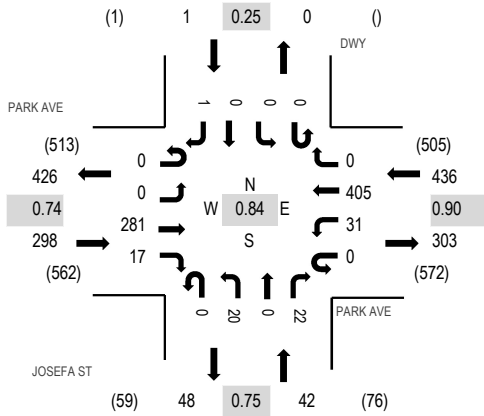 (1) 1 0.25 0 ()
DWY
1 0 0 0
PARK AVE
(513) (505)
426 0 0 436
0 N 405
0.74 W 0.84 E 0.90
281 31
298 S 303
17 0
(562) (572)
0 20 0 22
PARK AVE
JOSEFA ST
(59) 48 0.75 42 (76)